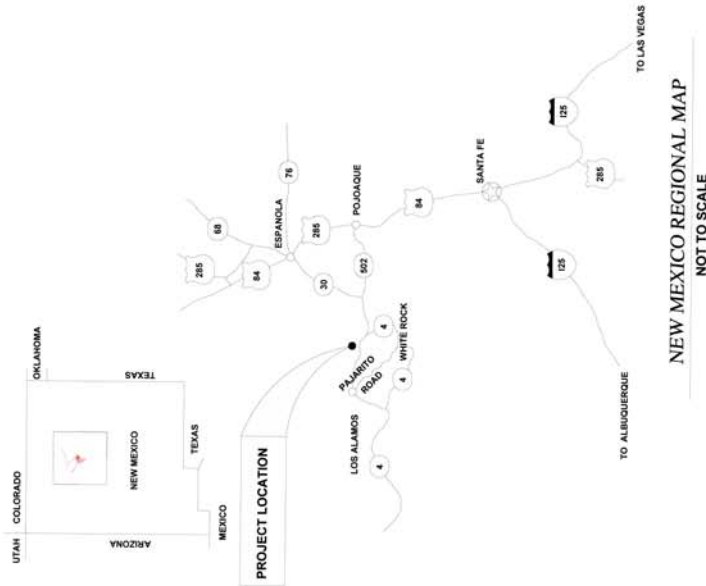 UTAH
COLORADO
OKLAHOMA
ARIZONA
NEW MEXICO
TEXAS
TEXAS
MEXICO
PROJECT LOCATION
285
68
84
76
ESPANOLA
30
285
502
POJOAQUE
PAJARITO
ROAD
4
WHITE ROCK
4
LOS ALAMOS
4
84
SANTA FE
I25
285
I25
TO LAS VEGAS
TO ALBUQUERQUE
NEW MEXICO REGIONAL MAP
NOT TO SCALE